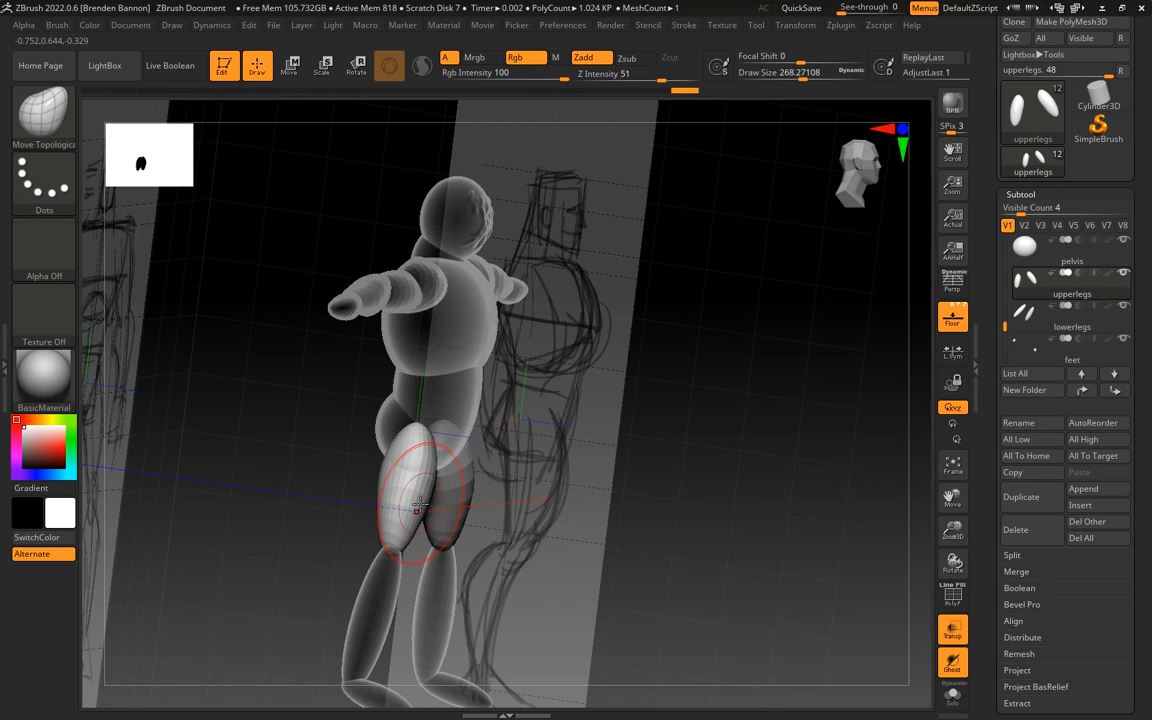 ZBrush 2022.0.6 [Brenden Bannon] ZBrush Document ● Free Mem 105.732GB ● Active Mem 818 ● Scratch Disk 7 ● Timer►0.002 ● PolyCount►1.024 KP ● MeshCount►1 AC QuickSave See-through 0 Menus DefaultZScript
Alpha Brush Color Document Draw Dynamics Edit File Layer Light Macro Marker Material Movie Picker Preferences Render Stencil Stroke Texture Tool Transform Zplugin Zscript Help
-0.752,0.644,-0.329
Home Page LightBox Live Boolean Edit Draw Move Scale Rotate A Mrgb Rgb M Zadd Zsub Zcut Focal Shift 0 ReplayLast
Rgb Intensity 100 Z Intensity 51 Draw Size 268.27108 Dynamic AdjustLast 1
S D
Move Topologica
Dots
Alpha Off
Texture Off
BasicMaterial
Gradient
SwitchColor
Alternate
BPR
SPix 3
Scroll
Zoom
Actual
AAHalf
Dynamic
Persp
Floor
L.Sym
XYZ
Frame
Move
Zoom3D
Rotate
Line Fill
PolyF
Transp
Ghost
Dynamic
Solo
Clone Make PolyMesh3D
GoZ All Visible R
Lightbox►Tools
upperlegs. 48 R
12
Cylinder3D
upperlegs SimpleBrush
12
upperlegs
Subtool
Visible Count 4
V1 V2 V3 V4 V5 V6 V7 V8
pelvis
upperlegs
lowerlegs
feet
List All
New Folder
Rename AutoReorder
All Low All High
All To Home All To Target
Copy Paste
Duplicate Append
Insert
Delete Del Other
Del All
Split
Merge
Boolean
Bevel Pro
Align
Distribute
Remesh
Project
Project BasRelief
Extract